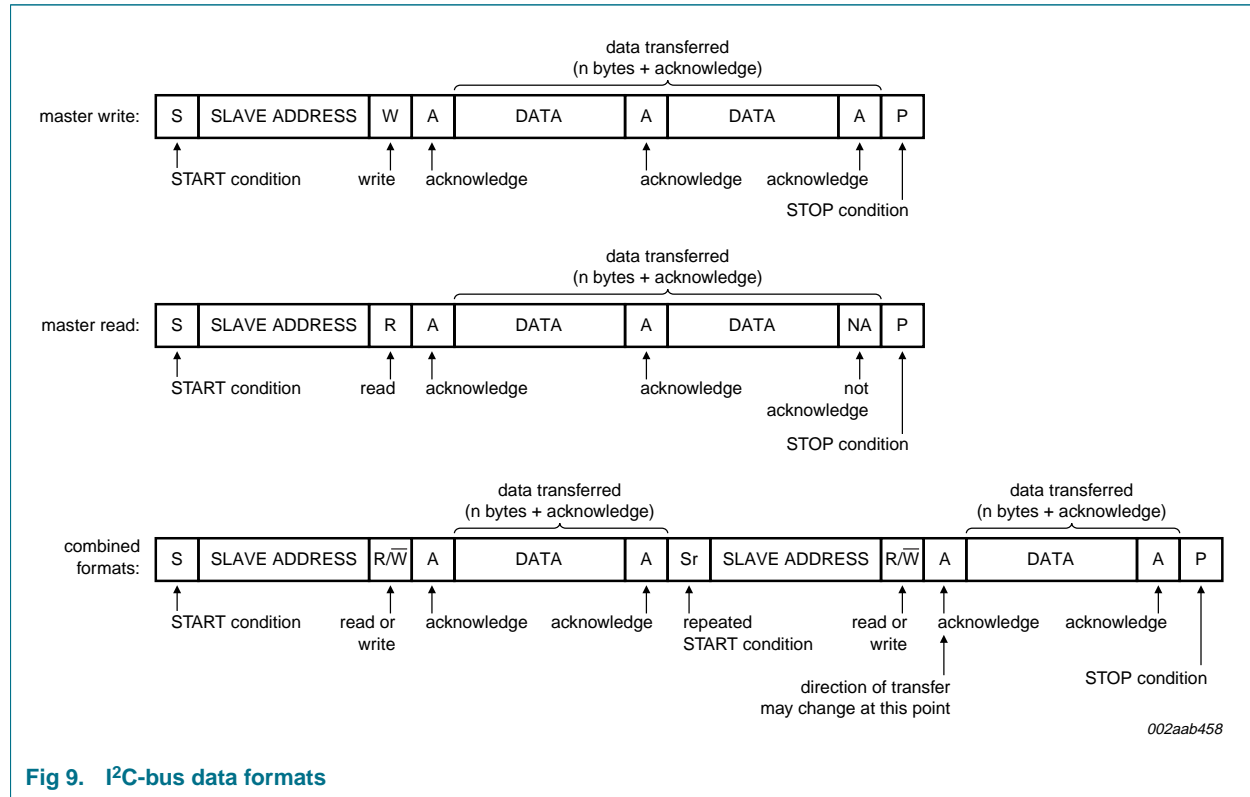 data transferred
(n bytes + acknowledge)
master write: S SLAVE ADDRESS W A DATA A DATA A P
START condition write acknowledge acknowledge acknowledge
STOP condition
data transferred
(n bytes + acknowledge)
master read: S SLAVE ADDRESS R A DATA A DATA NA P
START condition read acknowledge acknowledge not
acknowledge
STOP condition
data transferred data transferred
(n bytes + acknowledge) (n bytes + acknowledge)
combined
formats: S SLAVE ADDRESS R/W̅ A DATA A Sr SLAVE ADDRESS R/W̅ A DATA A P
START condition read or acknowledge acknowledge repeated read or acknowledge acknowledge
write START condition write
STOP condition
direction of transfer
may change at this point
002aab458
Fig 9. I²C-bus data formats